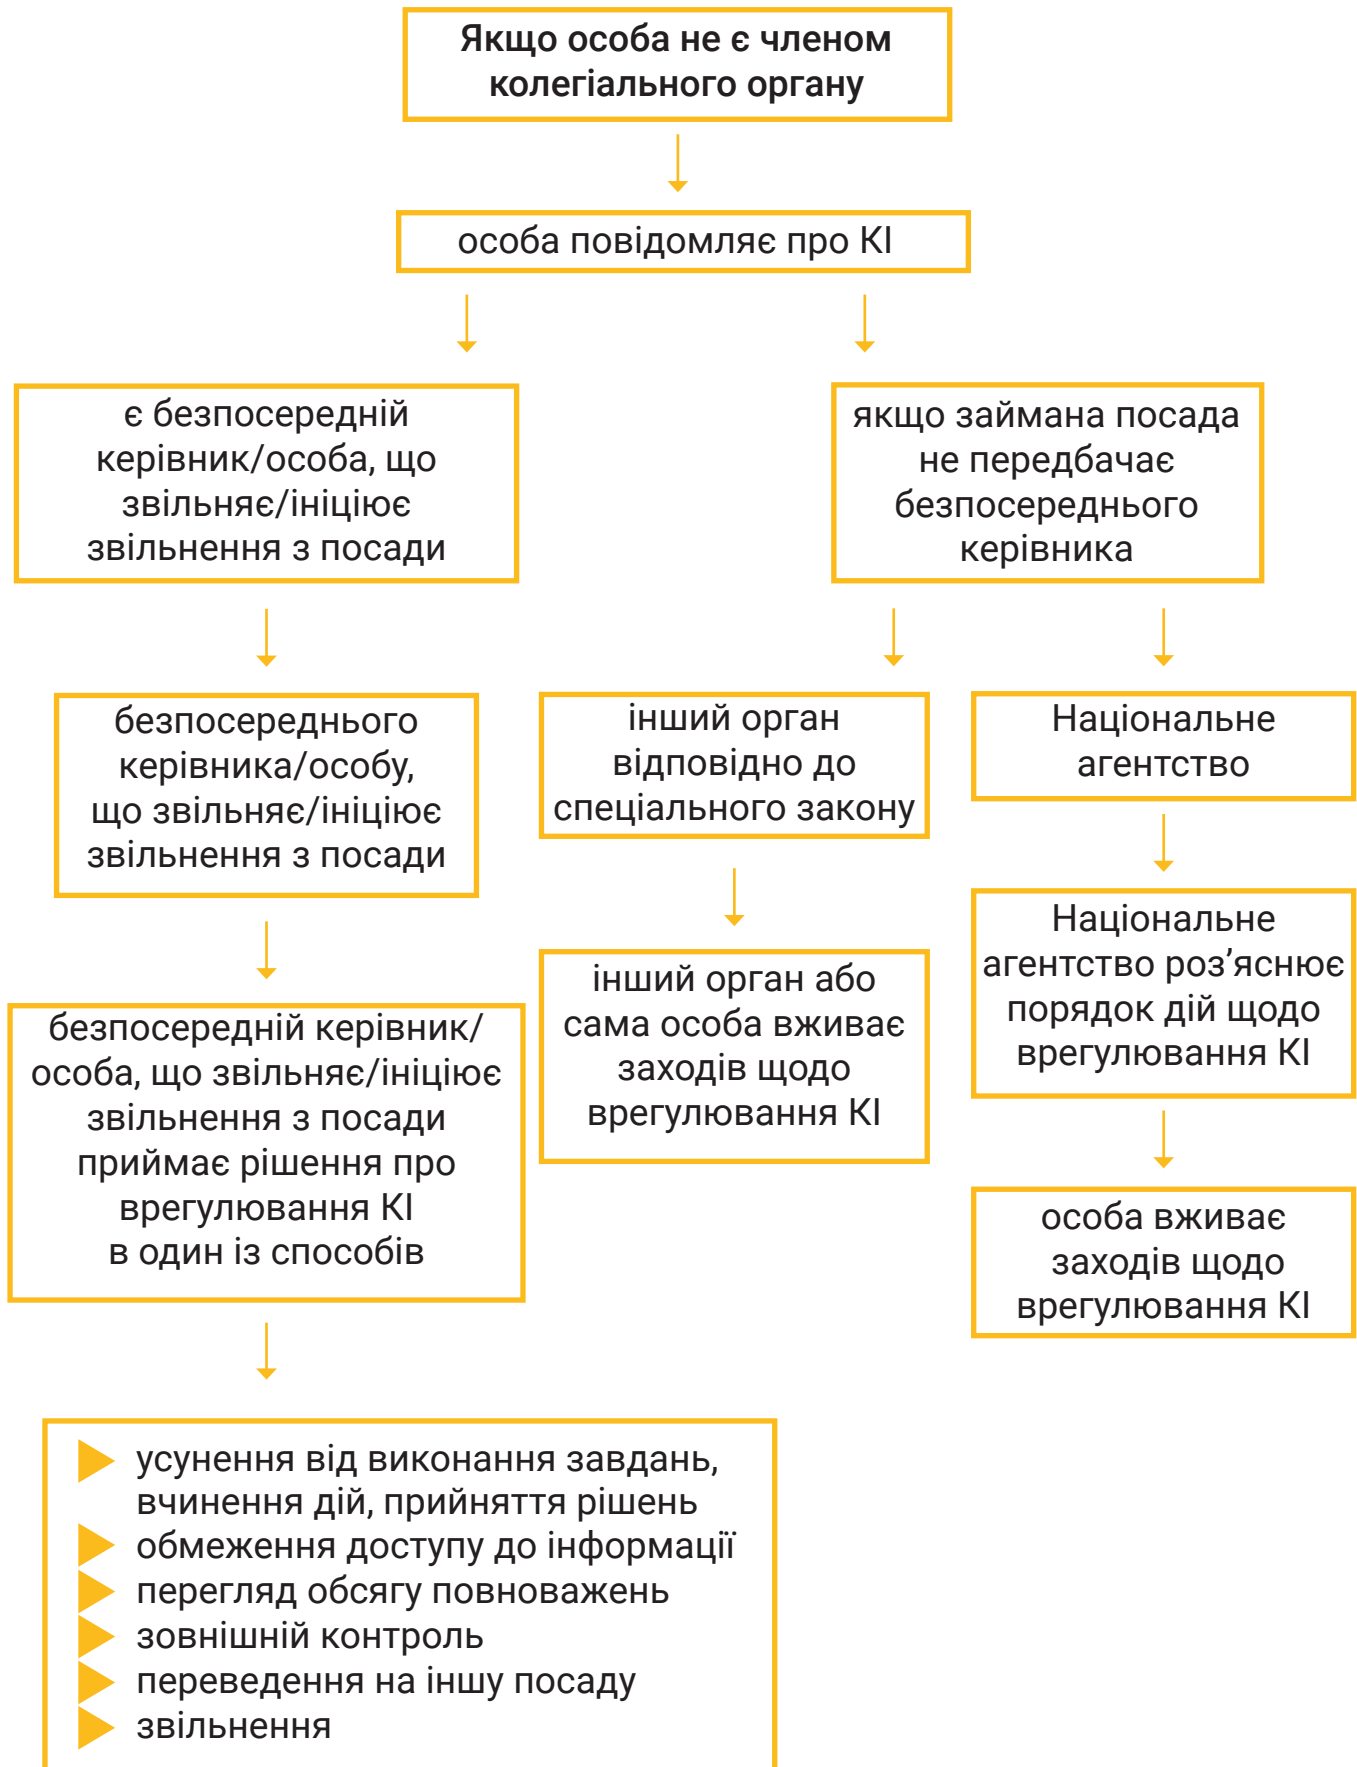 Якщо особа не є членом
колегіального органу
особа повідомляє про КІ
є безпосередній
керівник/особа, що
звільняє/ініціює
звільнення з посади
якщо займана посада
не передбачає
безпосереднього
керівника
безпосереднього
керівника/особу,
що звільняє/ініціює
звільнення з посади
інший орган
відповідно до
спеціального закону
Національне
агентство
безпосередній керівник/
особа, що звільняє/ініціює
звільнення з посади
приймає рішення про
врегулювання КІ
в один із способів
інший орган або
сама особа вживає
заходів щодо
врегулювання КІ
Національне
агентство роз’яснює
порядок дій щодо
врегулювання КІ
особа вживає
заходів щодо
врегулювання КІ
усунення від виконання завдань,
вчинення дій, прийняття рішень
обмеження доступу до інформації
перегляд обсягу повноважень
зовнішній контроль
переведення на іншу посаду
звільнення